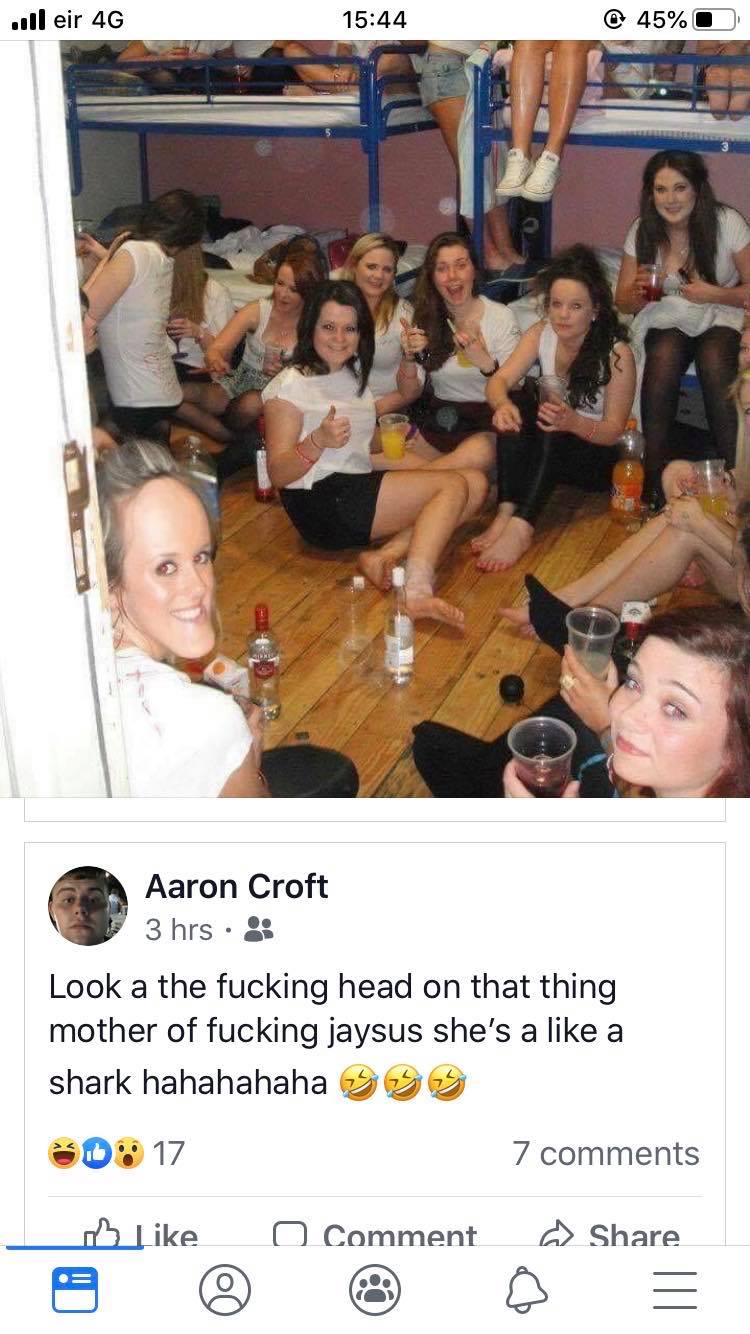 eir 4G 15:44 45%
5
3
Aaron Croft
3 hrs ·
Look a the fucking head on that thing
mother of fucking jaysus she's a like a
shark hahahahaha 🤣🤣🤣
17 7 comments
Like Comment Share